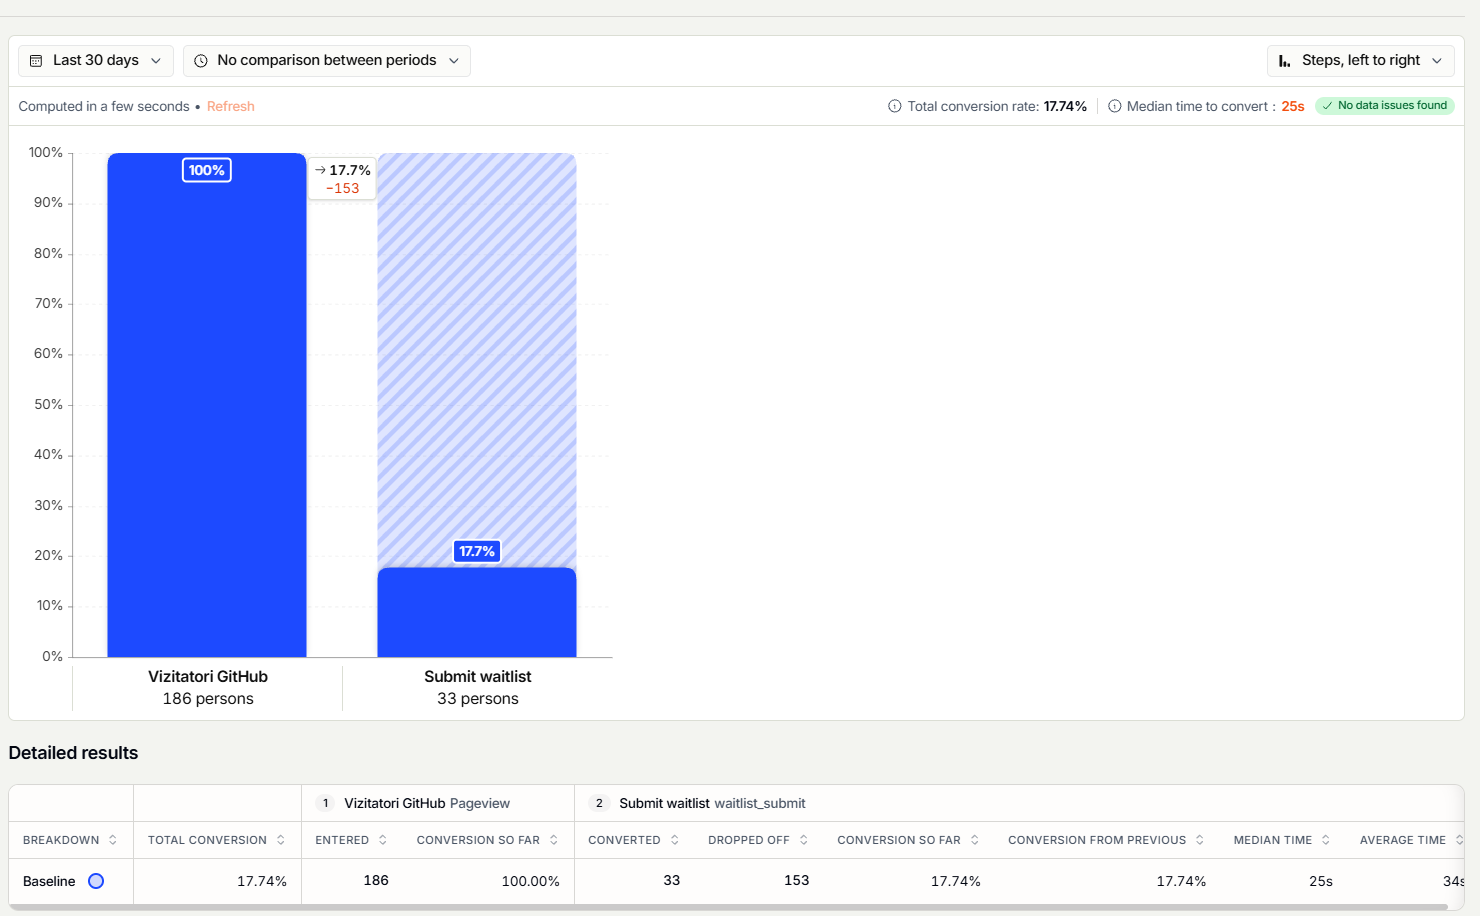 Last 30 days
No comparison between periods
Steps, left to right
Computed in a few seconds • Refresh
Total conversion rate: 17.74%
Median time to convert : 25s
No data issues found
100%
90%
80%
70%
60%
50%
40%
30%
20%
10%
0%
100%
→ 17.7%
−153
17.7%
Vizitatori GitHub
186 persons
Submit waitlist
33 persons
Detailed results
1 Vizitatori GitHub Pageview
2 Submit waitlist waitlist_submit
BREAKDOWN TOTAL CONVERSION ENTERED CONVERSION SO FAR CONVERTED DROPPED OFF CONVERSION SO FAR CONVERSION FROM PREVIOUS MEDIAN TIME AVERAGE TIME
Baseline 17.74% 186 100.00% 33 153 17.74% 17.74% 25s 34s